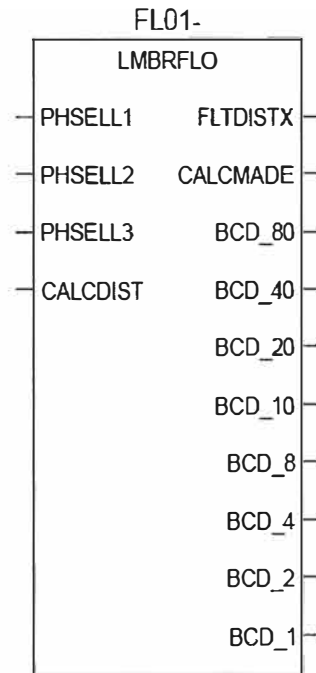 FL01-
LMBRFLO
PHSELL1 FLTDISTX
PHSELL2 CALCMADE
PHSELL3 BCD_80
CALCDIST BCD_40
BCD_20
BCD_10
BCD_8
BCD_4
BCD_2
BCD_1